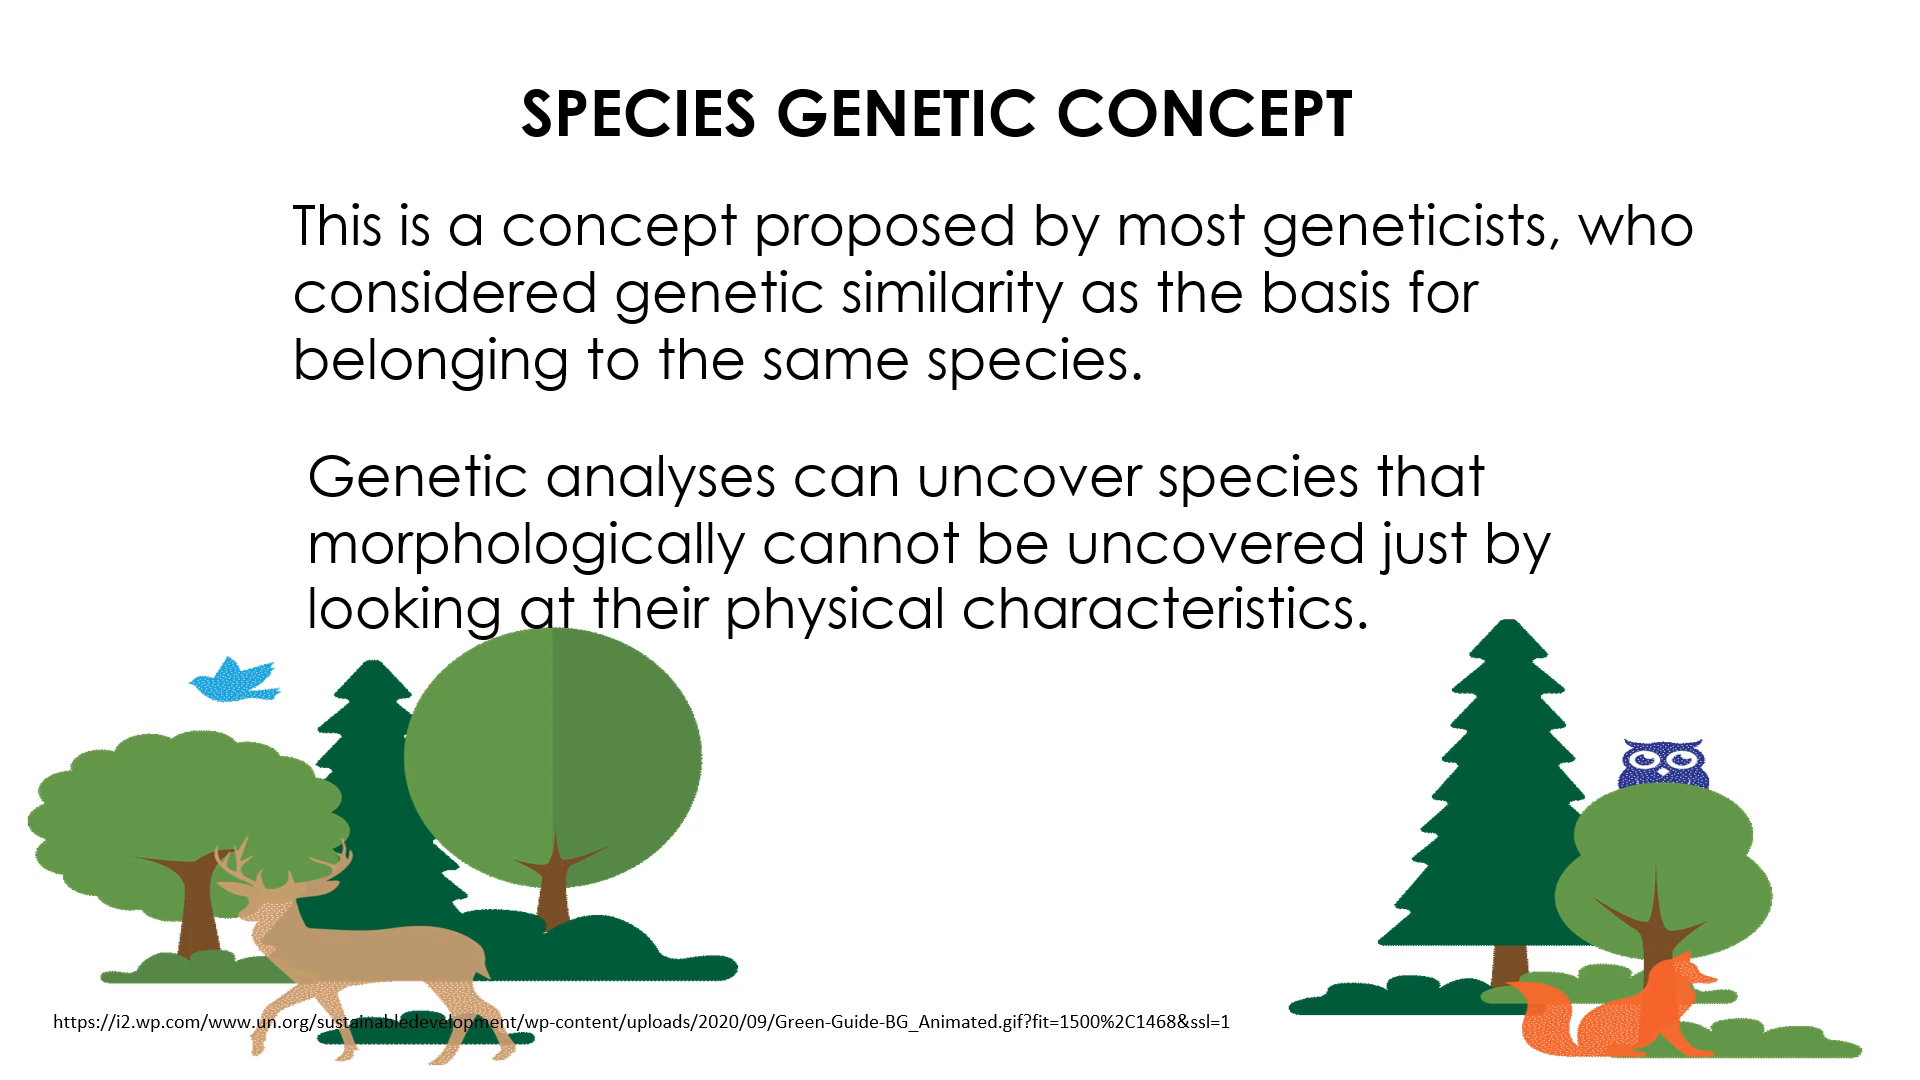 SPECIES GENETIC CONCEPT
This is a concept proposed by most geneticists, who
considered genetic similarity as the basis for
belonging to the same species.
Genetic analyses can uncover species that
morphologically cannot be uncovered just by
looking at their physical characteristics.
https://i2.wp.com/www.un.org/sustainabledevelopment/wp-content/uploads/2020/09/Green-Guide-BG_Animated.gif?fit=1500%2C1468&ssl=1